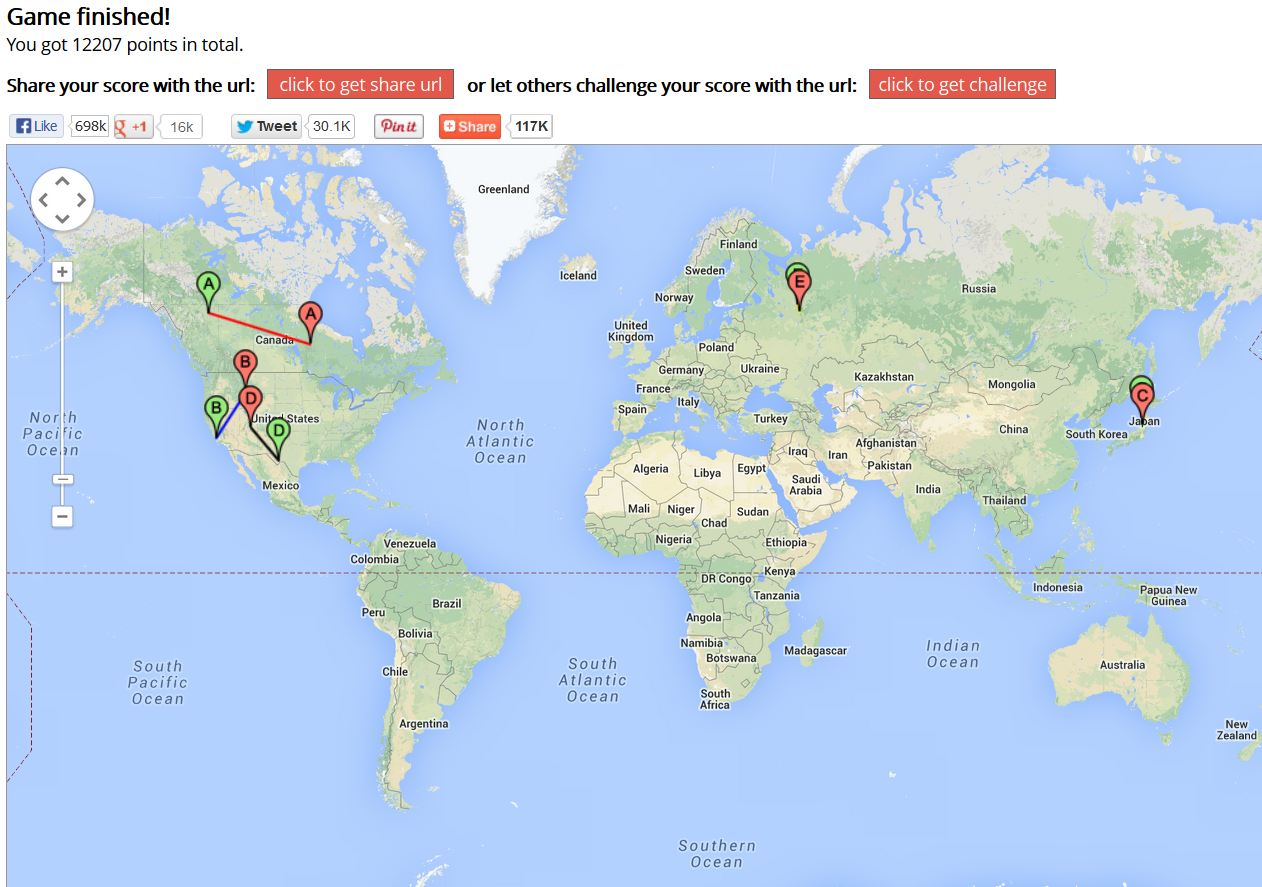 Game finished!
You got 12207 points in total.
Share your score with the url: click to get share url or let others challenge your score with the url: click to get challenge
Like 698k +1 16k Tweet 30.1K Pin it Share 117K
Greenland
Finland
Iceland
Sweden
Russia
Norway
A
E
A
United
Kingdom
Canada
Poland
Germany
Ukraine
Kazakhstan
Mongolia
B
France
Italy
D
C
B
Spain
Turkey
Japan
North
Pacific
Ocean
United States
D
China
South Korea
North
Atlantic
Ocean
Afghanistan
Iraq
Iran
Pakistan
Algeria
Libya
Egypt
Saudi
Arabia
Mexico
India
Thailand
Mali
Niger
Sudan
Chad
Venezuela
Nigeria
Ethiopia
Colombia
Kenya
DR Congo
Indonesia
Papua New
Guinea
Tanzania
Brazil
Peru
Angola
Bolivia
Namibia
Madagascar
Botswana
Indian
Ocean
Australia
South
Pacific
Ocean
South
Atlantic
Ocean
Chile
South
Africa
Argentina
New
Zealand
Southern
Ocean